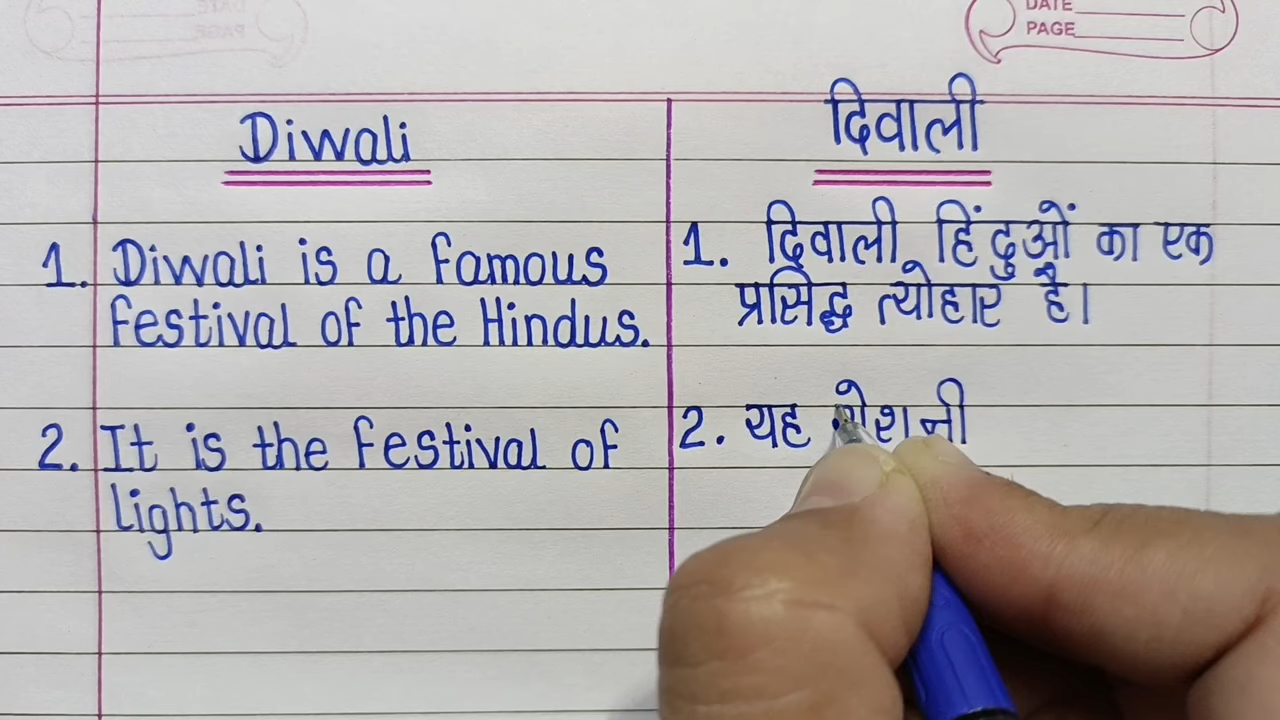 DATE
PAGE
Diwali
1. Diwali is a famous
festival of the Hindus.
2. It is the festival of
lights.
दिवाली
1. दिवाली हिंदुओं का एक
प्रसिद्ध त्योहार है।
2. यह रोशनी